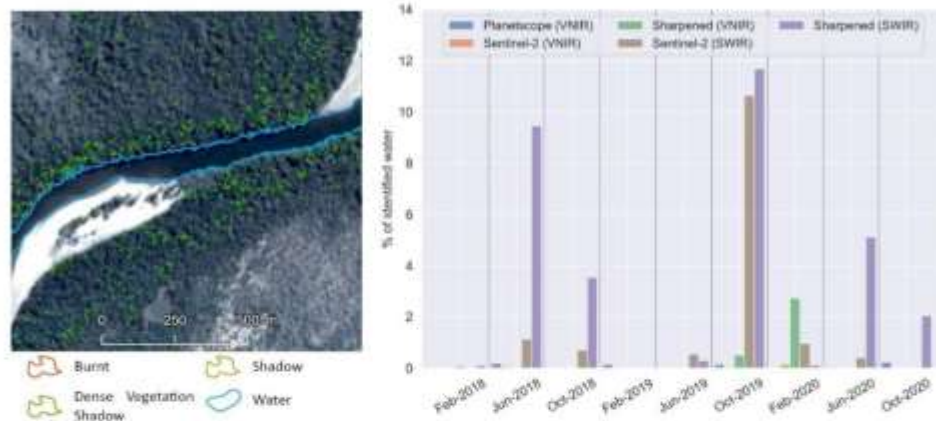 0 250 500 m
Burnt
Shadow
Dense Vegetation
Shadow
Water
% of identified water
14
12
10
8
6
4
2
0
Planetscope (VNIR)
Sentinel-2 (VNIR)
Sharpened (VNIR)
Sentinel-2 (SWIR)
Sharpened (SWIR)
Feb-2018
Jun-2018
Oct-2018
Feb-2019
Jun-2019
Oct-2019
Feb-2020
Jun-2020
Oct-2020